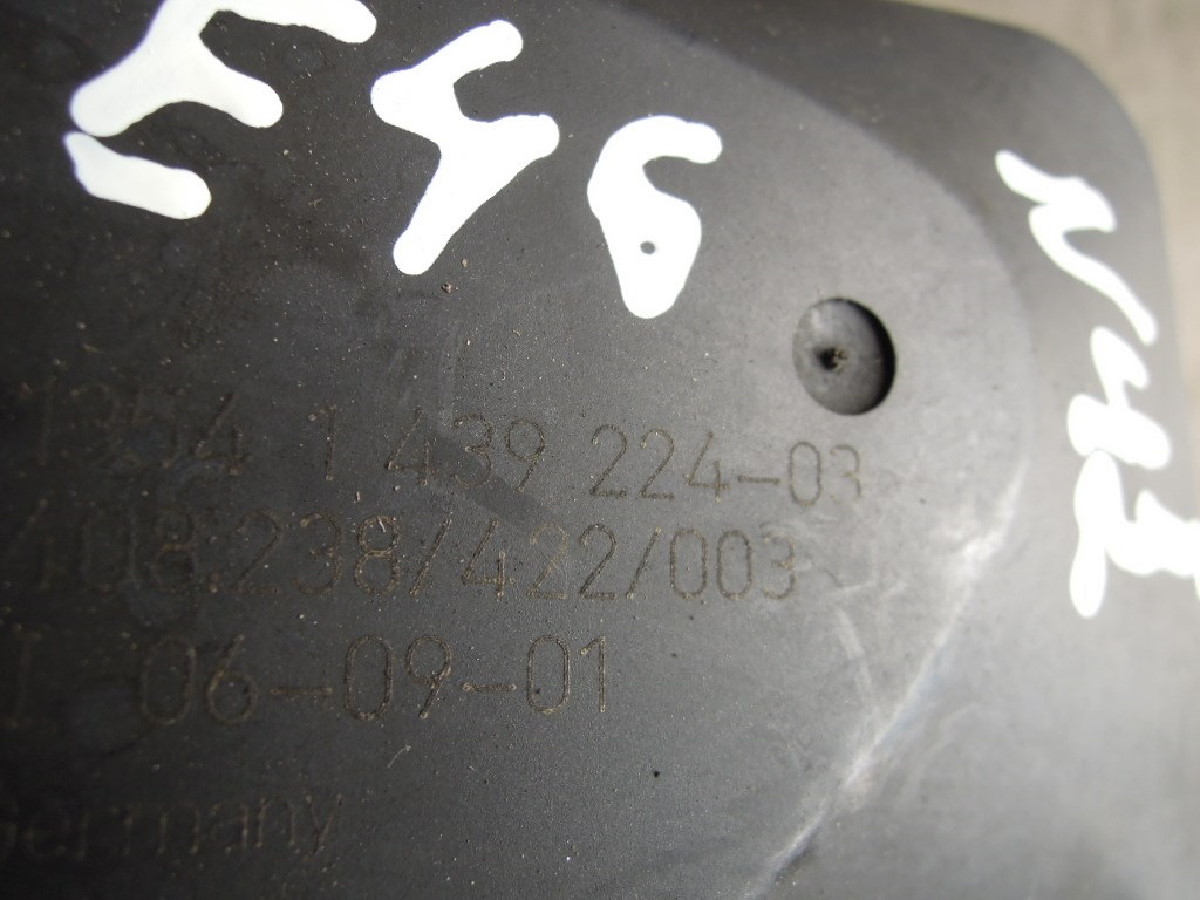 E46
N42
1354 1 439 224-03
408.238/422/003
I 06-09-01
Germany